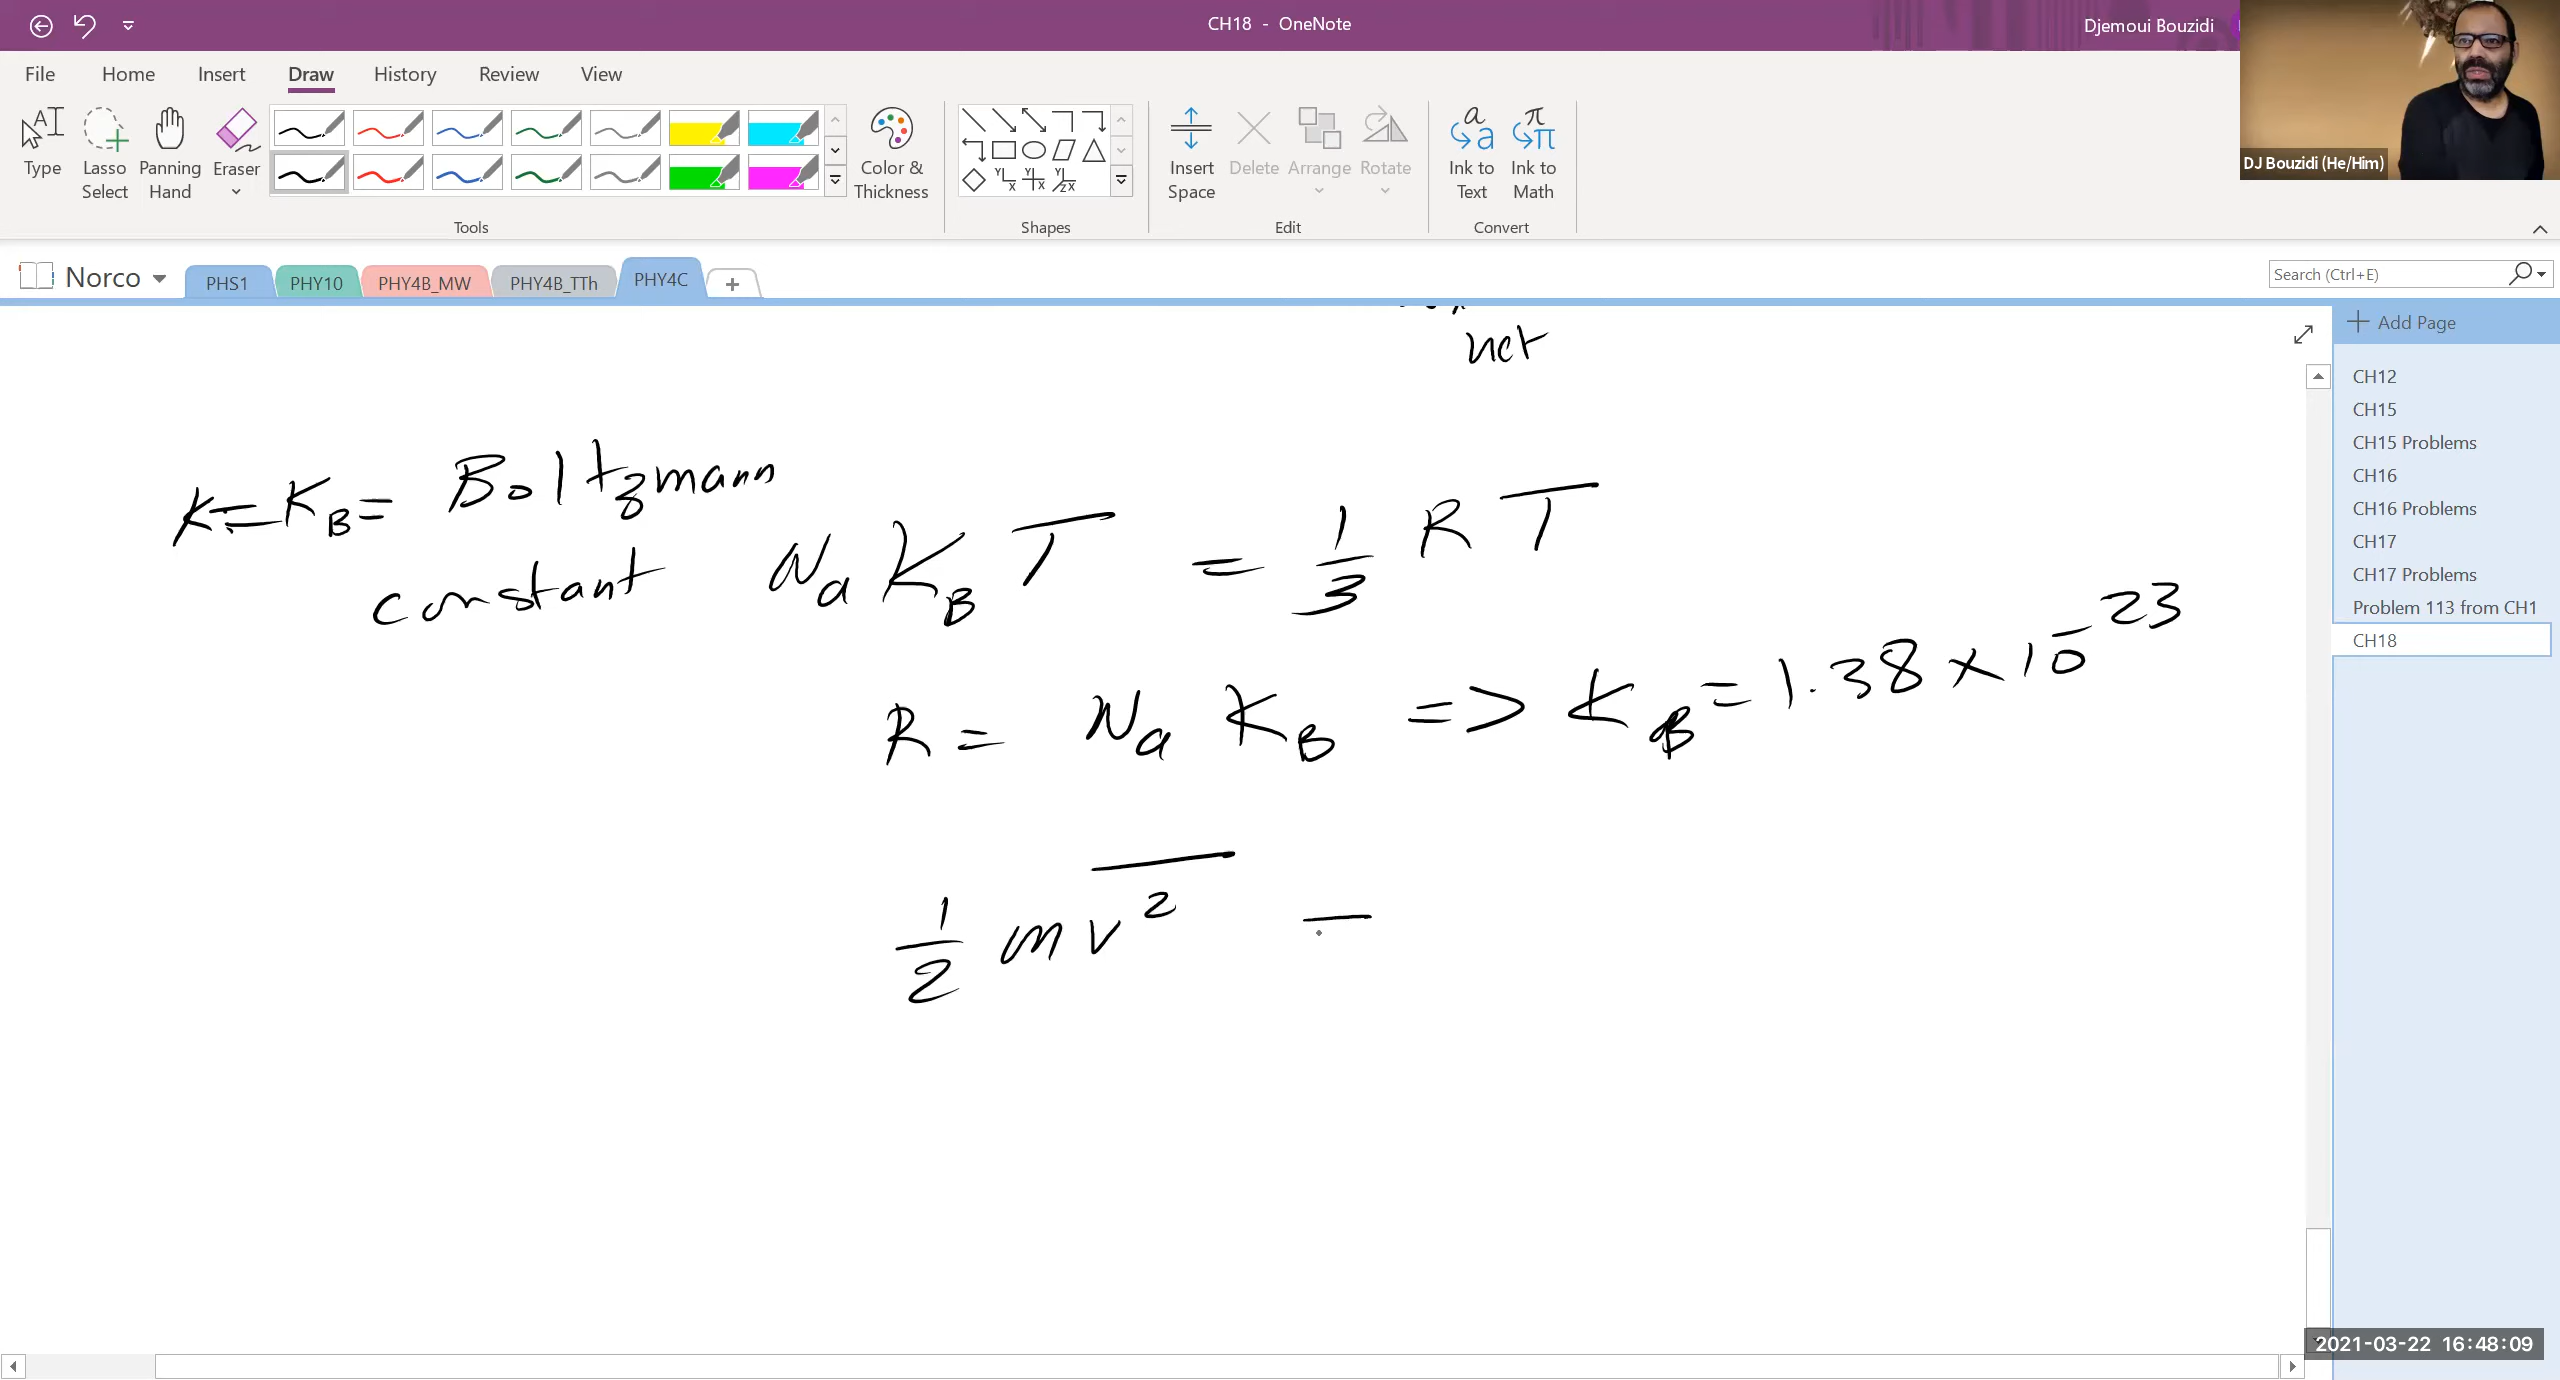 CH18 - OneNote
Djemoui Bouzidi
File Home Insert Draw History Review View
Type
Lasso Select
Panning Hand
Eraser
Color & Thickness
Insert Space
Delete
Arrange
Rotate
Ink to Text
Ink to Math
Tools
Shapes
Edit
Convert
DJ Bouzidi (He/Him)
Norco
PHS1
PHY10
PHY4B_MW
PHY4B_TTh
PHY4C
Search (Ctrl+E)
Add Page
CH12
CH15
CH15 Problems
CH16
CH16 Problems
CH17
CH17 Problems
Problem 113 from CH1
CH18
net
K = K_B = Boltzmann
constant
N_a K_B T = 1/3 R T
R = N_a K_B => K_B = 1.38 × 10^-23
1/2 m v̅²̅ =
2021-03-22 16:48:09